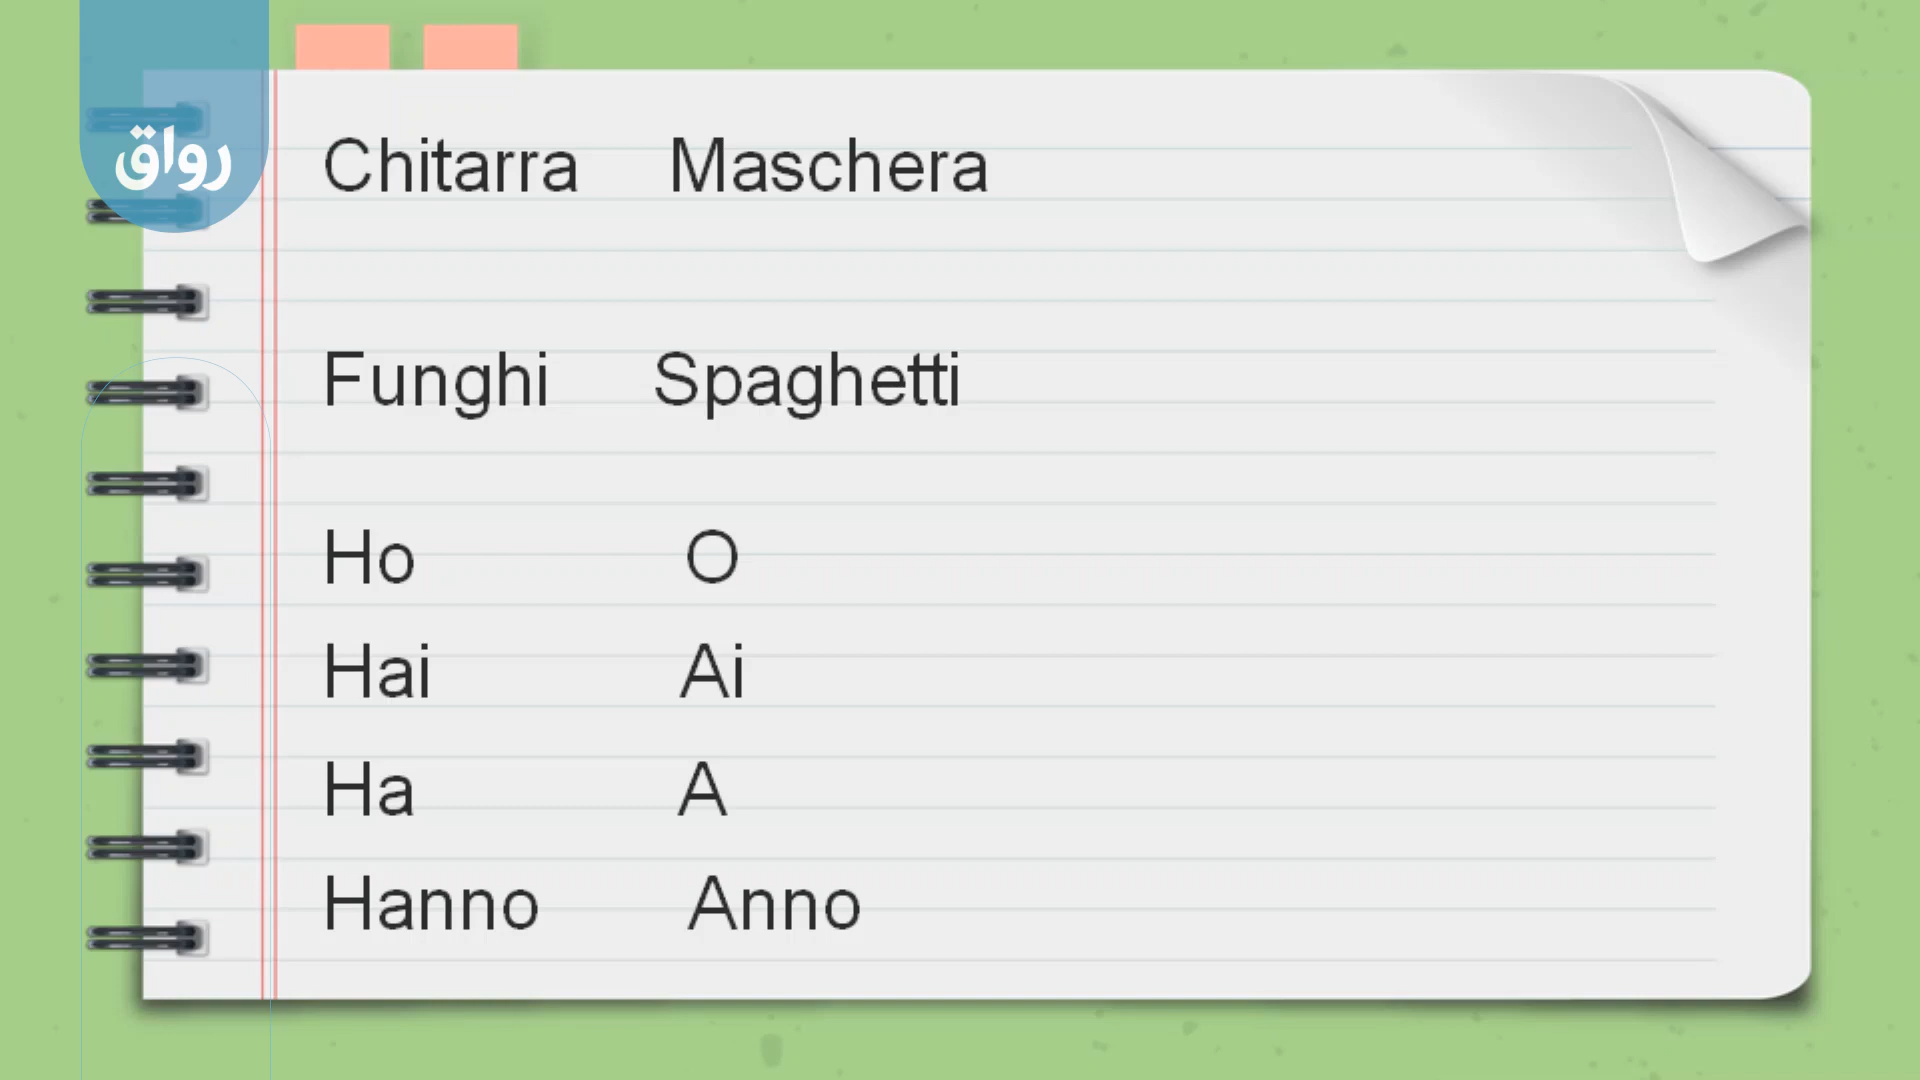 رواق
Chitarra Maschera
Funghi Spaghetti
Ho O
Hai Ai
Ha A
Hanno Anno